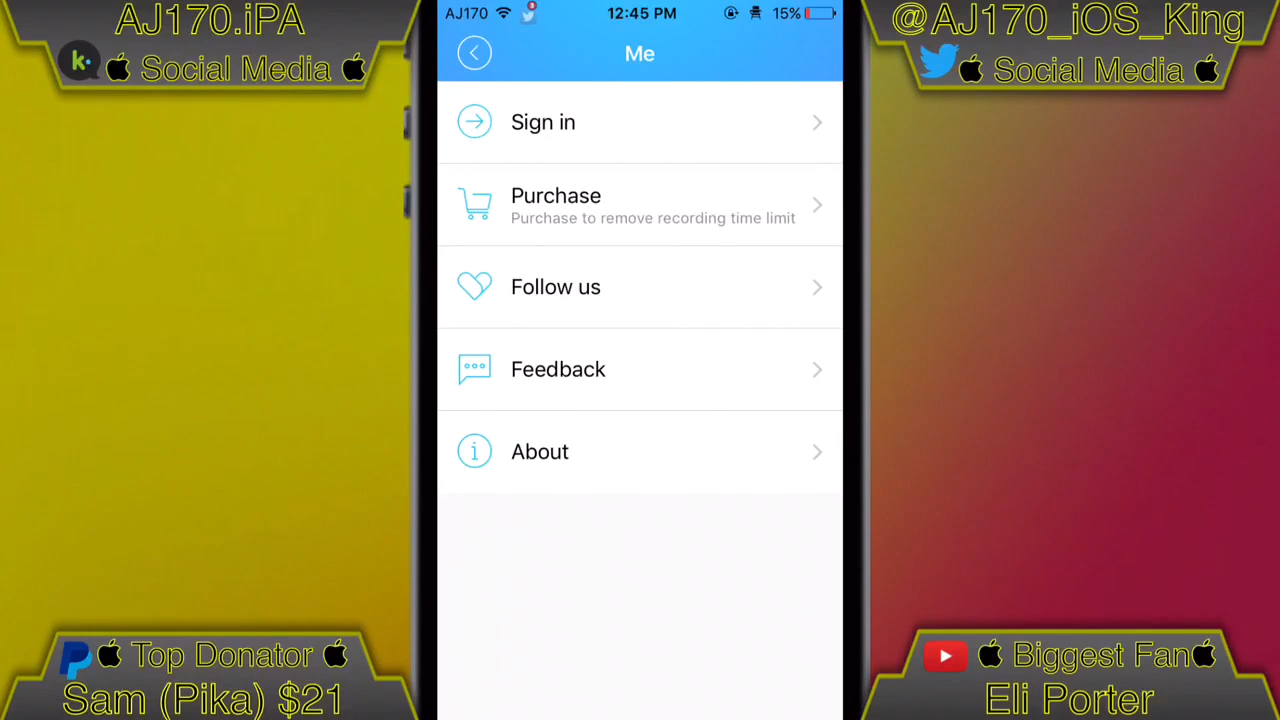 AJ170.iPA
k.
Social Media
@AJ170_iOS_King
Social Media
AJ170
3
12:45 PM
15%
Me
Sign in
Purchase
Purchase to remove recording time limit
Follow us
Feedback
About
Top Donator
Sam (Pika) $21
Biggest Fan
Eli Porter